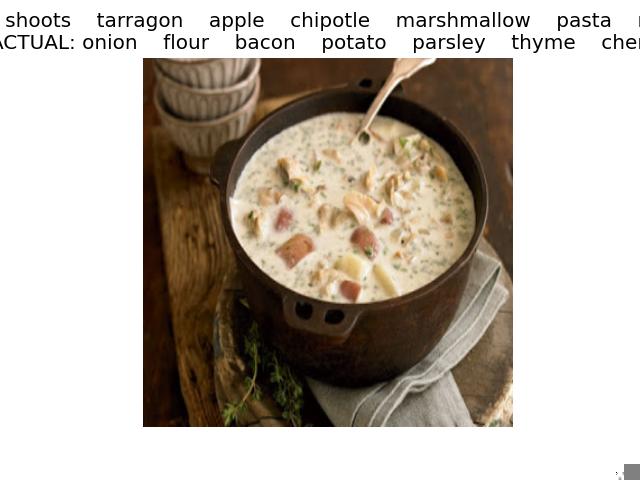 shoots tarragon apple chipotle marshmallow pasta
ACTUAL: onion flour bacon potato parsley thyme